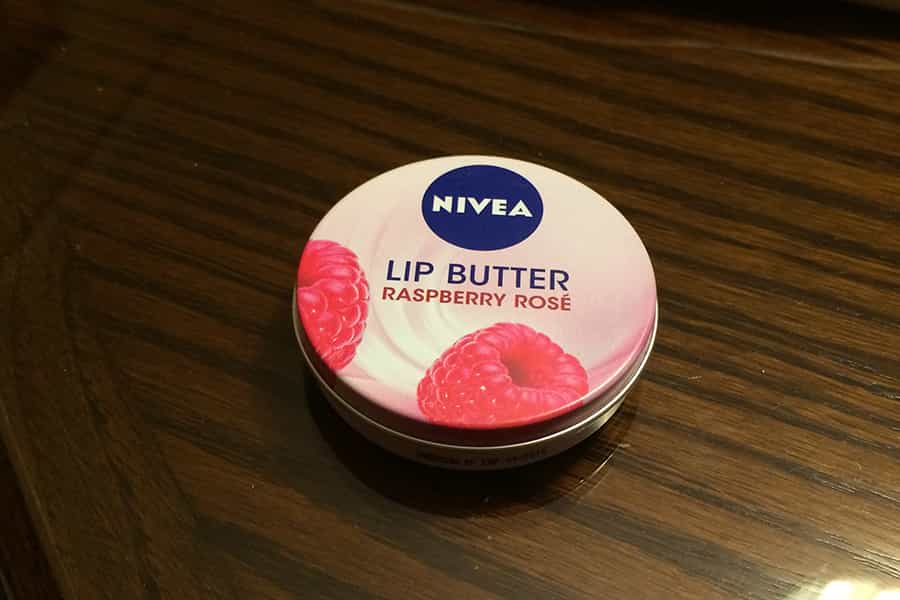 NIVEA
LIP BUTTER
RASPBERRY ROSÉ